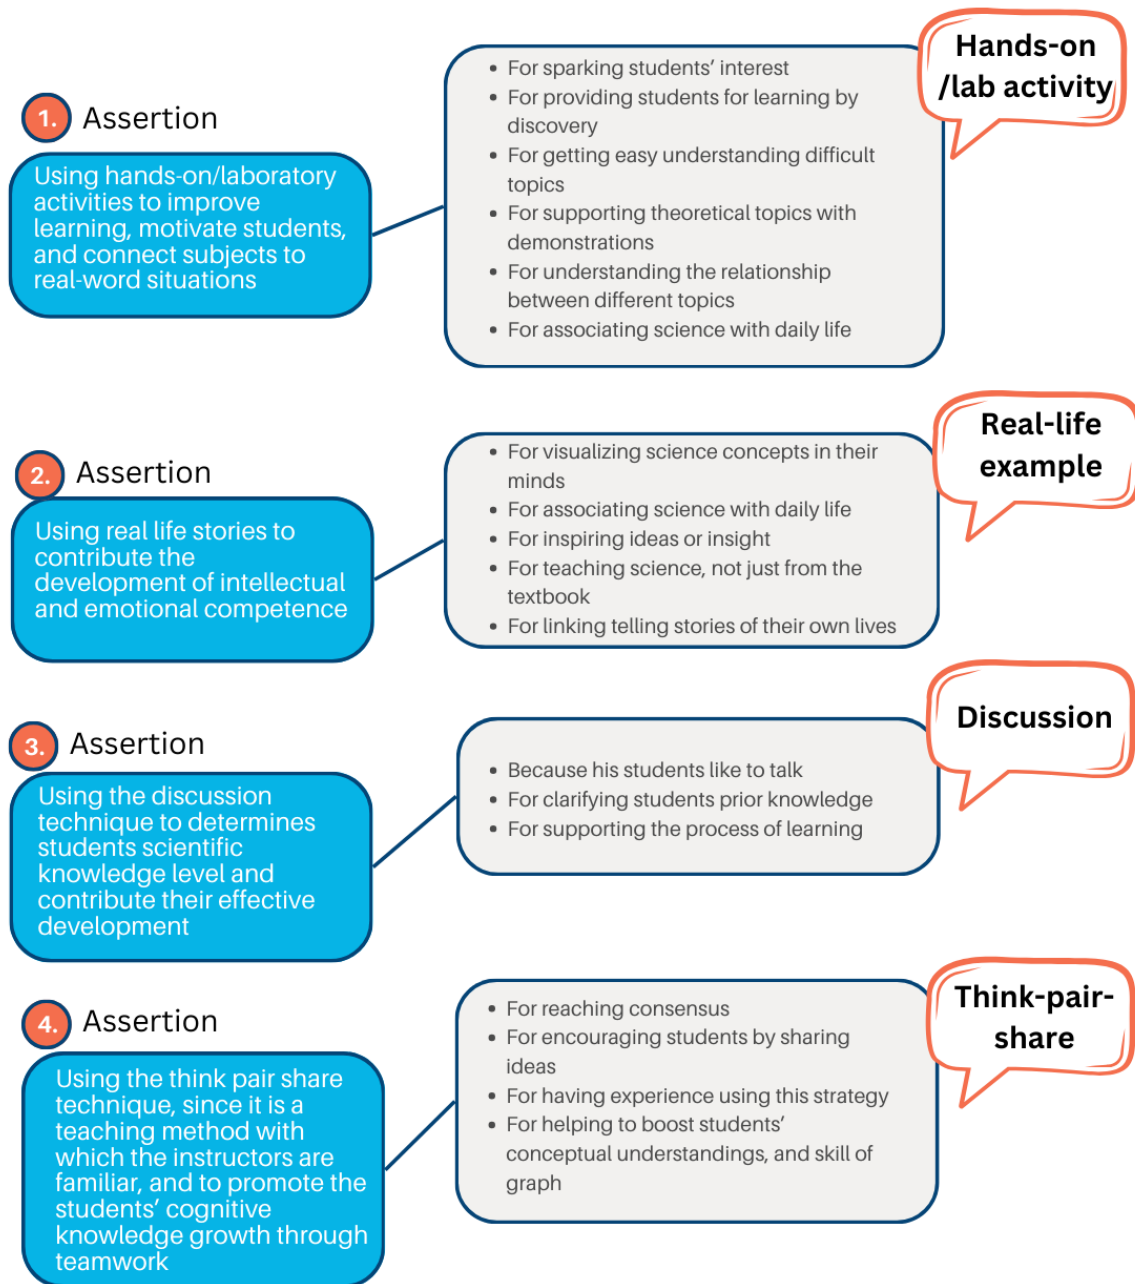 1. Assertion
Using hands-on/laboratory
activities to improve
learning, motivate students,
and connect subjects to
real-word situations
• For sparking students' interest
• For providing students for learning by
discovery
• For getting easy understanding difficult
topics
• For supporting theoretical topics with
demonstrations
• For understanding the relationship
between different topics
• For associating science with daily life
Hands-on
/lab activity
2. Assertion
Using real life stories to
contribute the
development of intellectual
and emotional competence
• For visualizing science concepts in their
minds
• For associating science with daily life
• For inspiring ideas or insight
• For teaching science, not just from the
textbook
• For linking telling stories of their own lives
Real-life
example
3. Assertion
Using the discussion
technique to determines
students scientific
knowledge level and
contribute their effective
development
• Because his students like to talk
• For clarifying students prior knowledge
• For supporting the process of learning
Discussion
4. Assertion
Using the think pair share
technique, since it is a
teaching method with
which the instructors are
familiar, and to promote the
students' cognitive
knowledge growth through
teamwork
• For reaching consensus
• For encouraging students by sharing
ideas
• For having experience using this strategy
• For helping to boost students'
conceptual understandings, and skill of
graph
Think-pair-
share